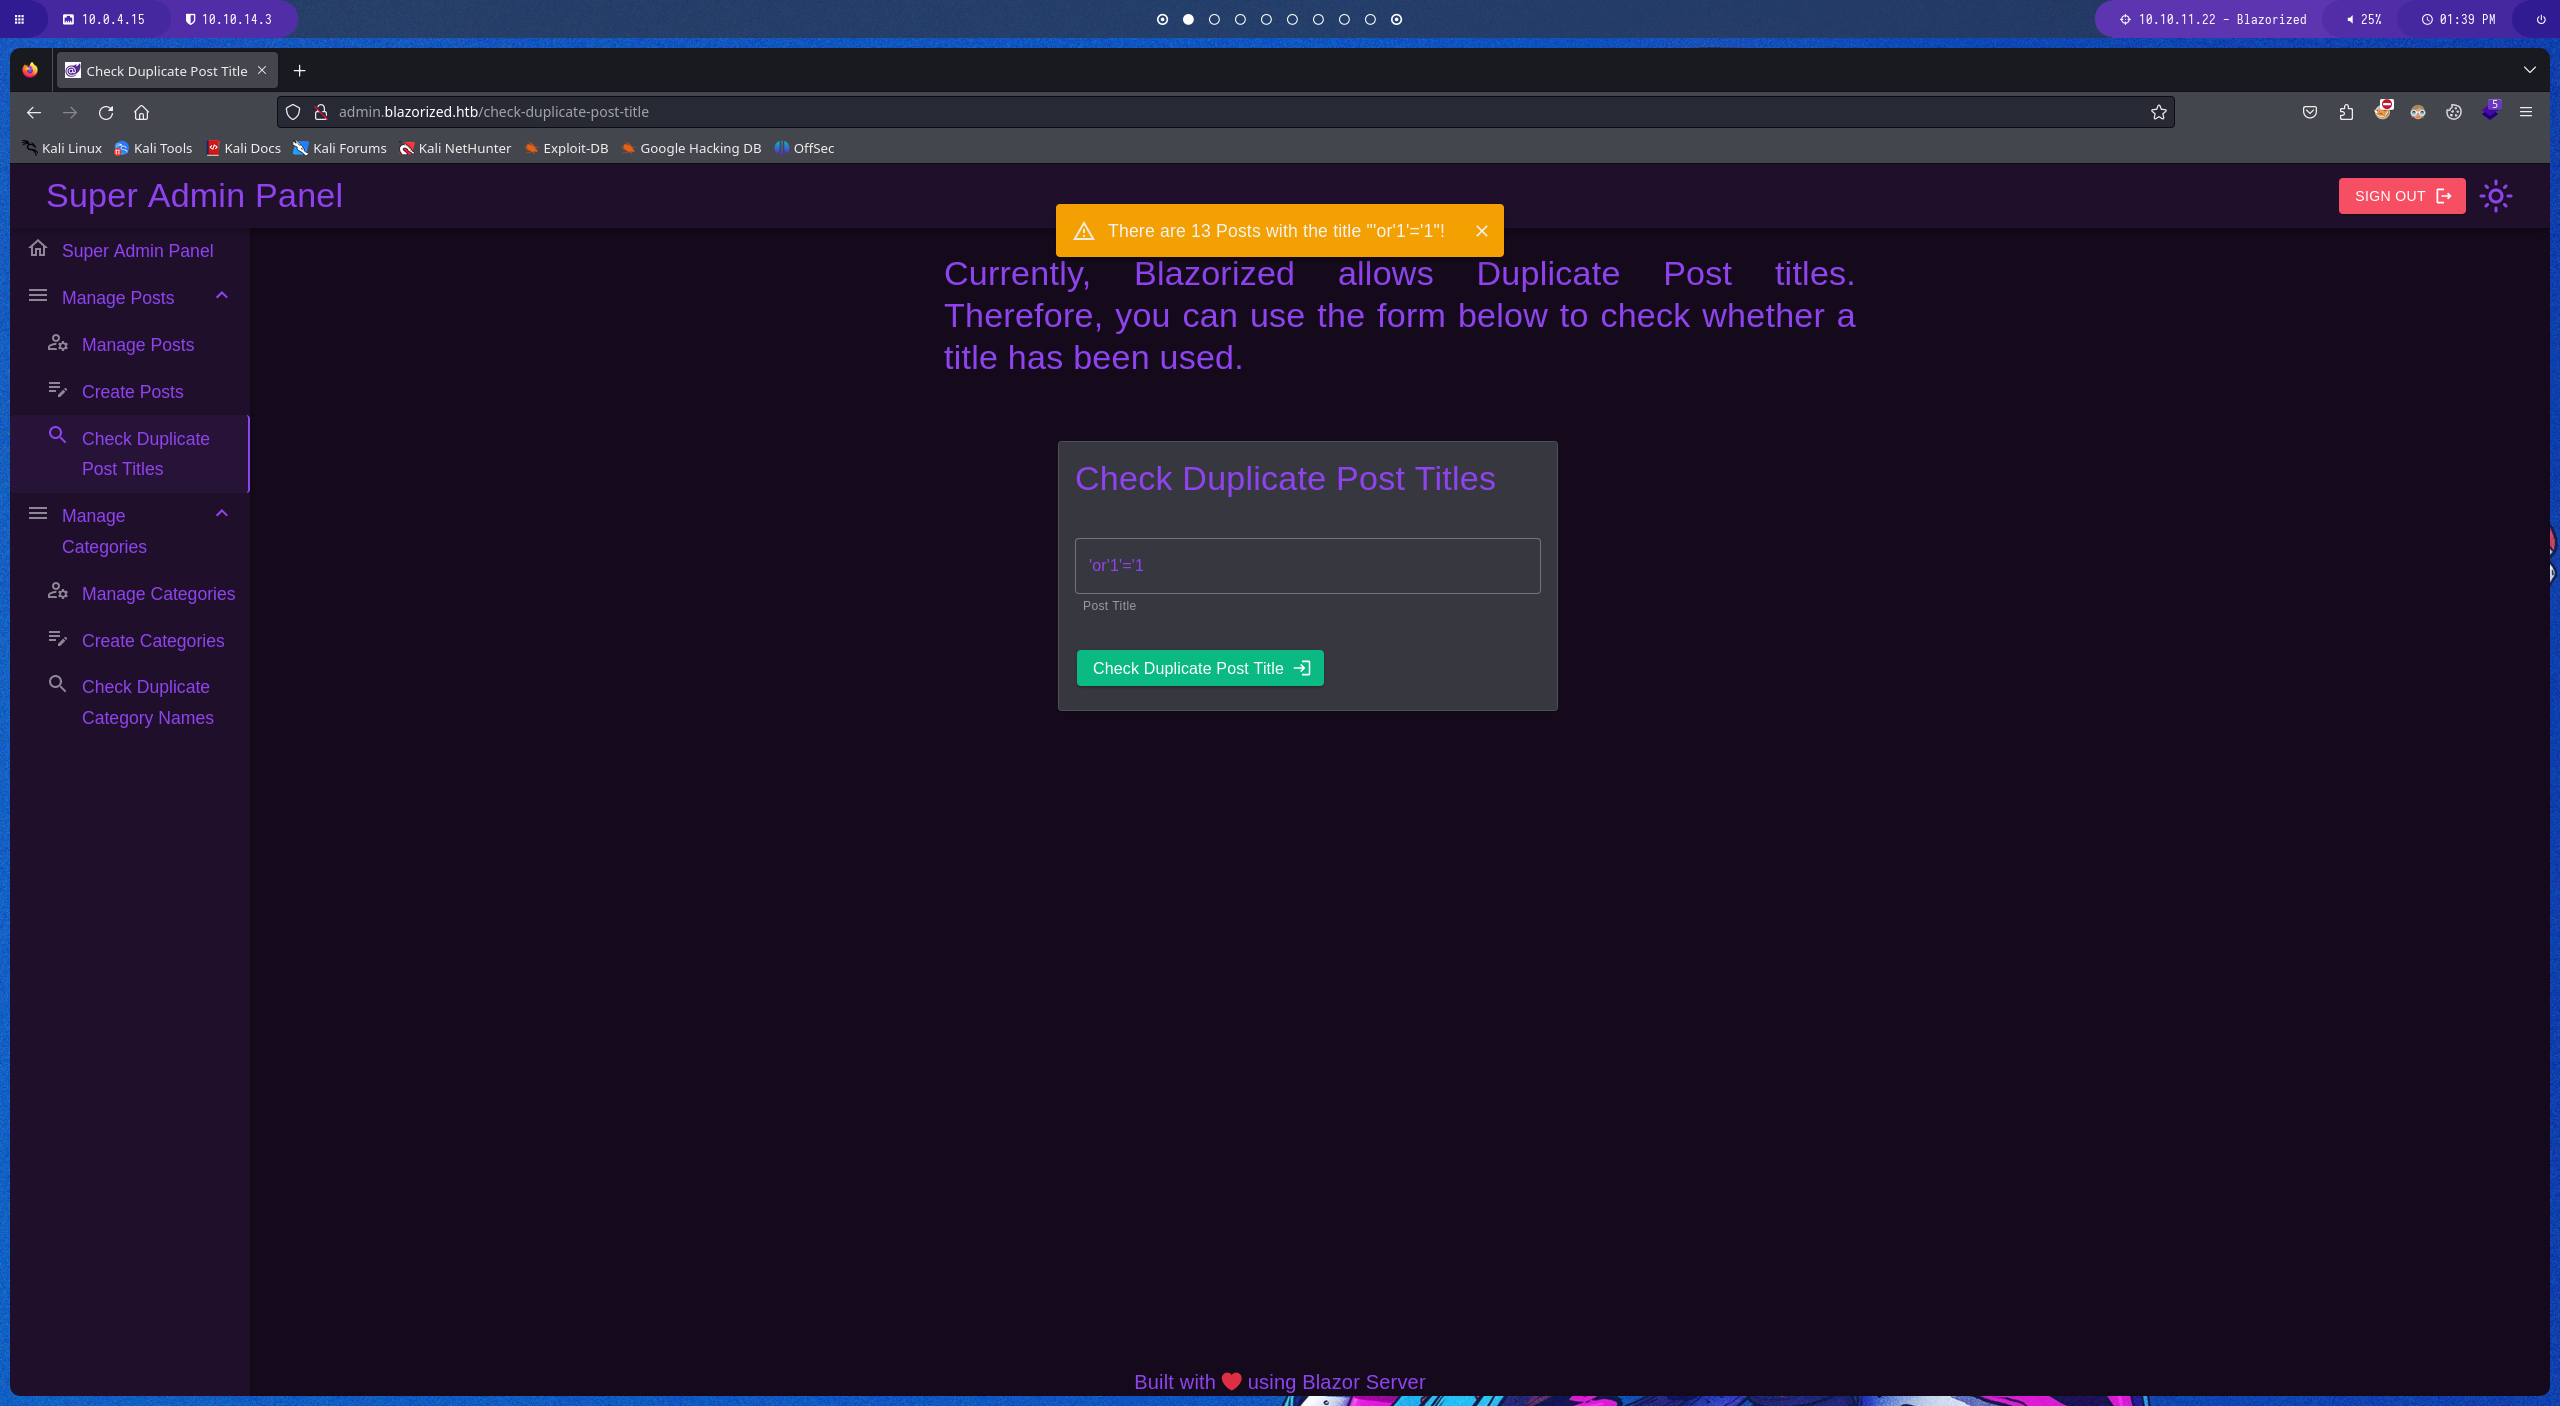 10.0.4.15 10.10.14.3 10.10.11.22 - Blazorized 25% 01:39 PM
Check Duplicate Post Title
admin.blazorized.htb/check-duplicate-post-title 5
Kali Linux Kali Tools Kali Docs Kali Forums Kali NetHunter Exploit-DB Google Hacking DB OffSec
Super Admin Panel SIGN OUT
There are 13 Posts with the title "'or'1'='1"!
Super Admin Panel
Manage Posts
Manage Posts
Create Posts
Check Duplicate
Post Titles
Manage
Categories
Manage Categories
Create Categories
Check Duplicate
Category Names
Currently, Blazorized allows Duplicate Post titles.
Therefore, you can use the form below to check whether a
title has been used.
Check Duplicate Post Titles
'or'1'='1
Post Title
Check Duplicate Post Title
Built with ❤️ using Blazor Server